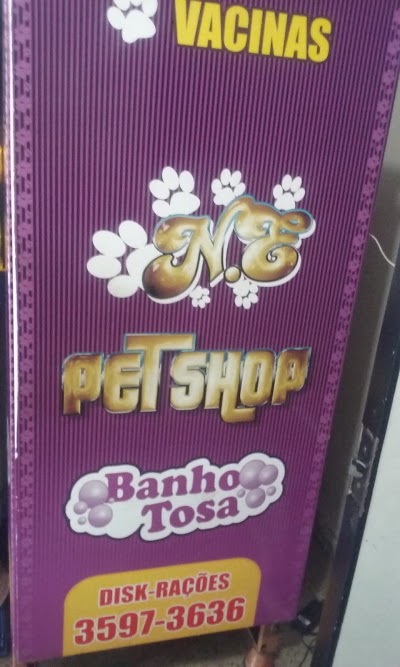 VACINAS
N.E
PETSHOP
Banho
Tosa
DISK-RAÇÕES
3597-3636